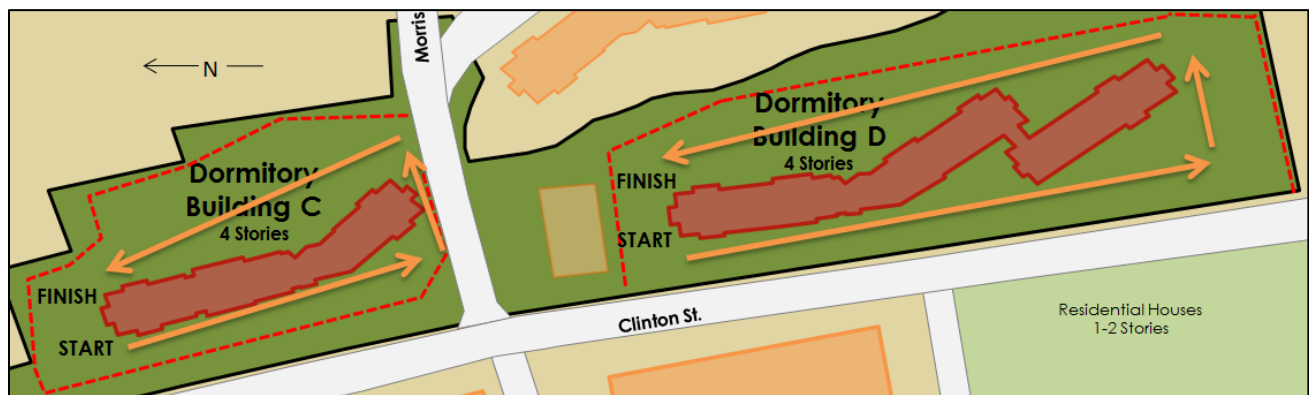 N
Morris
Dormitory
Building C
4 Stories
FINISH
START
Dormitory
Building D
4 Stories
FINISH
START
Clinton St.
Residential Houses
1-2 Stories